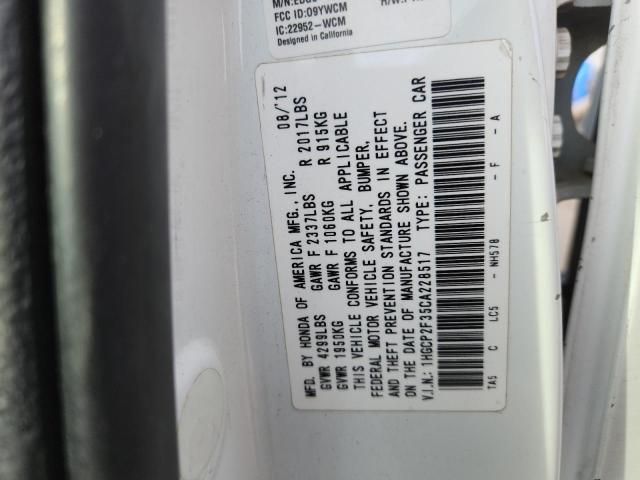 FCC ID:O9YWCM
IC:22952-WCM
Designed in California
MFD. BY HONDA OF AMERICA MFG., INC. 08/'12
GVWR 4299LBS GAWR F 2337LBS R 2017LBS
GVWR 1950KG GAWR F 1060KG R 915KG
THIS VEHICLE CONFORMS TO ALL APPLICABLE
FEDERAL MOTOR VEHICLE SAFETY, BUMPER,
AND THEFT PREVENTION STANDARDS IN EFFECT
ON THE DATE OF MANUFACTURE SHOWN ABOVE.
V.I.N.: 1HGCP2F35CA228517 TYPE: PASSENGER CAR
TA5 C LC5 - NH578 - F - A